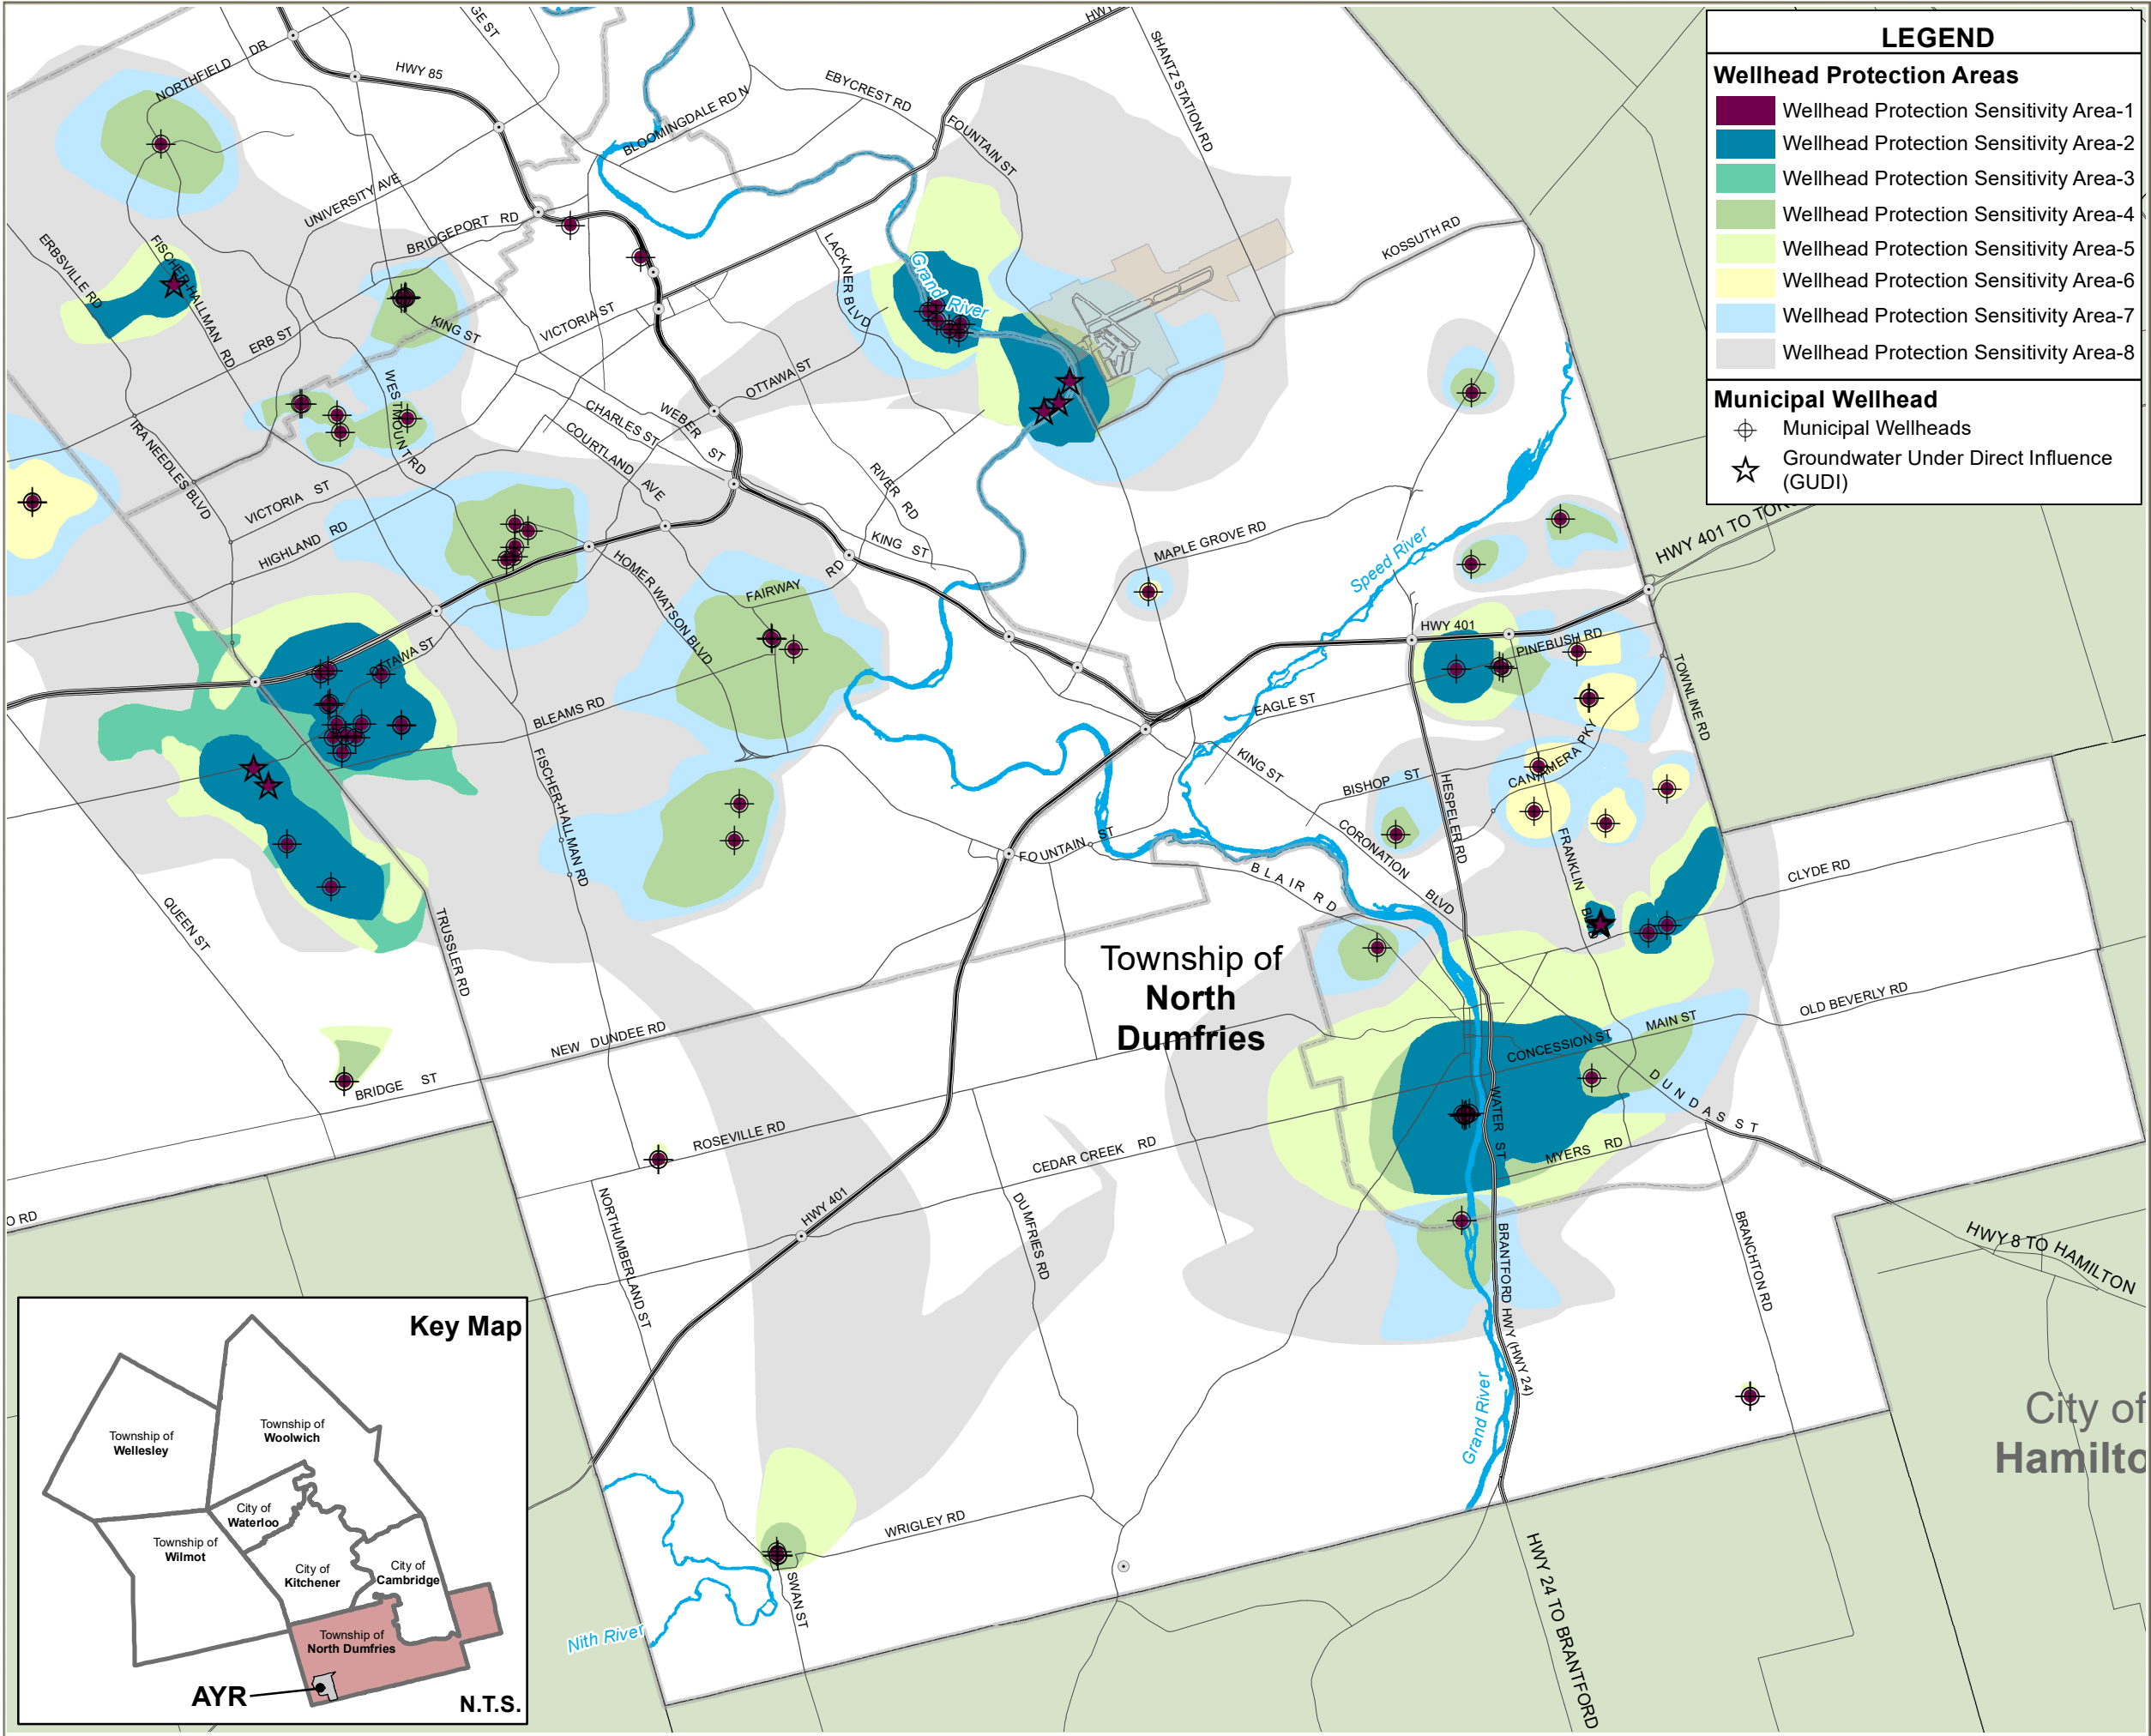 LEGEND
Wellhead Protection Areas
Wellhead Protection Sensitivity Area-1
Wellhead Protection Sensitivity Area-2
Wellhead Protection Sensitivity Area-3
Wellhead Protection Sensitivity Area-4
Wellhead Protection Sensitivity Area-5
Wellhead Protection Sensitivity Area-6
Wellhead Protection Sensitivity Area-7
Wellhead Protection Sensitivity Area-8
Municipal Wellhead
Municipal Wellheads
Groundwater Under Direct Influence
(GUDI)
GE ST
HWY
NORTHFIELD DR
HWY 85
SHANTZ STATION RD
EBYCREST RD
BLOOMINGDALE RD N
FOUNTAIN ST
UNIVERSITY AVE
BRIDGEPORT RD
ERBSVILLE RD
FISCHER-HALLMAN RD
LACKNER BLVD
Grand River
KOSSUTH RD
ERB ST
KING ST
VICTORIA ST
OTTAWA ST
WESTMOUNT RD
CHARLES ST
WEBER ST
COURTLAND AVE
IRA NEEDLES BLVD
VICTORIA ST
HIGHLAND RD
RIVER RD
KING ST
MAPLE GROVE RD
Speed River
HWY 401 TO TORO
HOMER WATSON BLVD
FAIRWAY RD
HWY 401
PINEBUSH RD
OTTAWA ST
TOWNLINE RD
BLEAMS RD
EAGLE ST
FISCHER-HALLMAN RD
KING ST
BISHOP ST
HESPELER RD
CANAMERA PKY
FOUNTAIN ST
CORONATION BLVD
FRANKLIN BLVD
BLAIR RD
CLYDE RD
QUEEN ST
TRUSSLER RD
Township of
North
Dumfries
OLD BEVERLY RD
NEW DUNDEE RD
MAIN ST
CONCESSION ST
BRIDGE ST
DUNDAS ST
WATER ST
ROSEVILLE RD
CEDAR CREEK RD
MYERS RD
O RD
NORTHUMBERLAND ST
HWY 401
DUMFRIES RD
BRANTFORD HWY (HWY 24)
BRANCHTON RD
HWY 8 TO HAMILTON
Grand River
City of
Hamilto
WRIGLEY RD
SWAN ST
Nith River
HWY 24 TO BRANTFORD
Key Map
Township of
Wellesley
Township of
Woolwich
City of
Waterloo
Township of
Wilmot
City of
Kitchener
City of
Cambridge
Township of
North Dumfries
AYR
N.T.S.